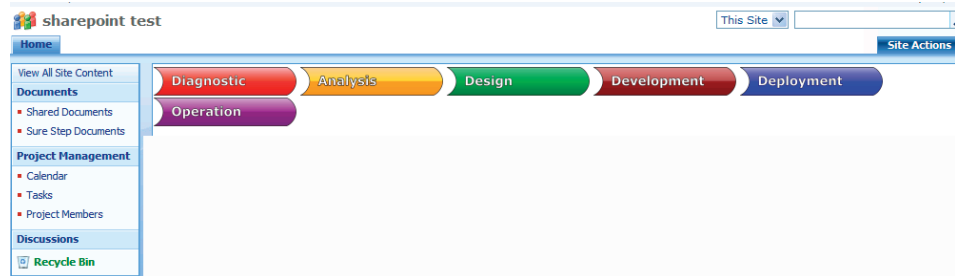 sharepoint test
This Site
Home
Site Actions
View All Site Content
Documents
Shared Documents
Sure Step Documents
Project Management
Calendar
Tasks
Project Members
Discussions
Recycle Bin
Diagnostic Analysis Design Development Deployment
Operation